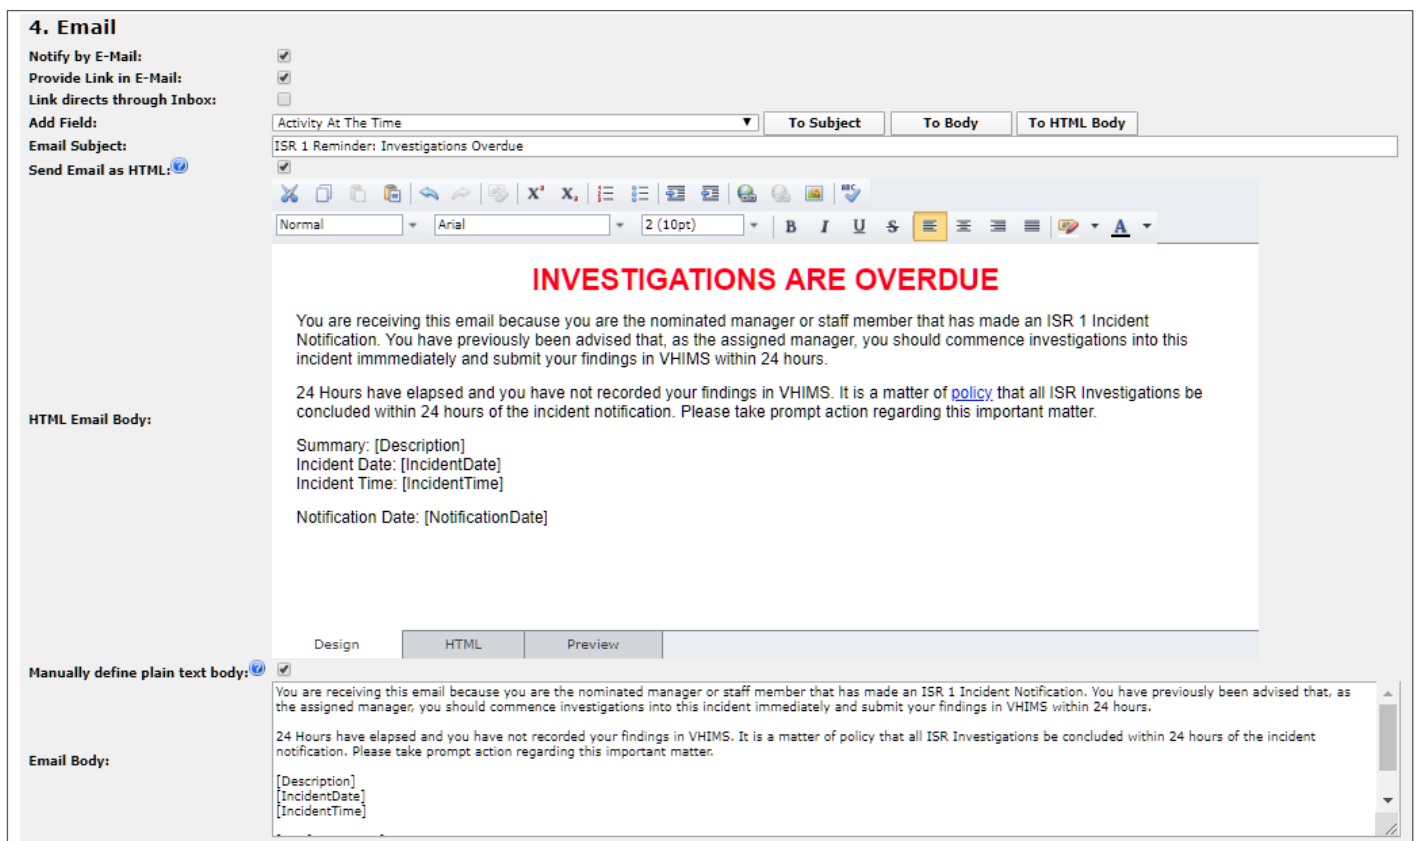 4. Email
Notify by E-Mail:
Provide Link in E-Mail:
Link directs through Inbox:
Add Field:
Activity At The Time
To Subject
To Body
To HTML Body
Email Subject:
ISR 1 Reminder: Investigations Overdue
Send Email as HTML:
ABC
Normal
Arial
2 (10pt)
B I U S
A
HTML Email Body:
INVESTIGATIONS ARE OVERDUE
You are receiving this email because you are the nominated manager or staff member that has made an ISR 1 Incident
Notification. You have previously been advised that, as the assigned manager, you should commence investigations into this
incident immmediately and submit your findings in VHIMS within 24 hours.
24 Hours have elapsed and you have not recorded your findings in VHIMS. It is a matter of policy that all ISR Investigations be
concluded within 24 hours of the incident notification. Please take prompt action regarding this important matter.
Summary: [Description]
Incident Date: [IncidentDate]
Incident Time: [IncidentTime]
Notification Date: [NotificationDate]
Design
HTML
Preview
Manually define plain text body:
Email Body:
You are receiving this email because you are the nominated manager or staff member that has made an ISR 1 Incident Notification. You have previously been advised that, as
the assigned manager, you should commence investigations into this incident immediately and submit your findings in VHIMS within 24 hours.
24 Hours have elapsed and you have not recorded your findings in VHIMS. It is a matter of policy that all ISR Investigations be concluded within 24 hours of the incident
notification. Please take prompt action regarding this important matter.
[Description]
[IncidentDate]
[IncidentTime]